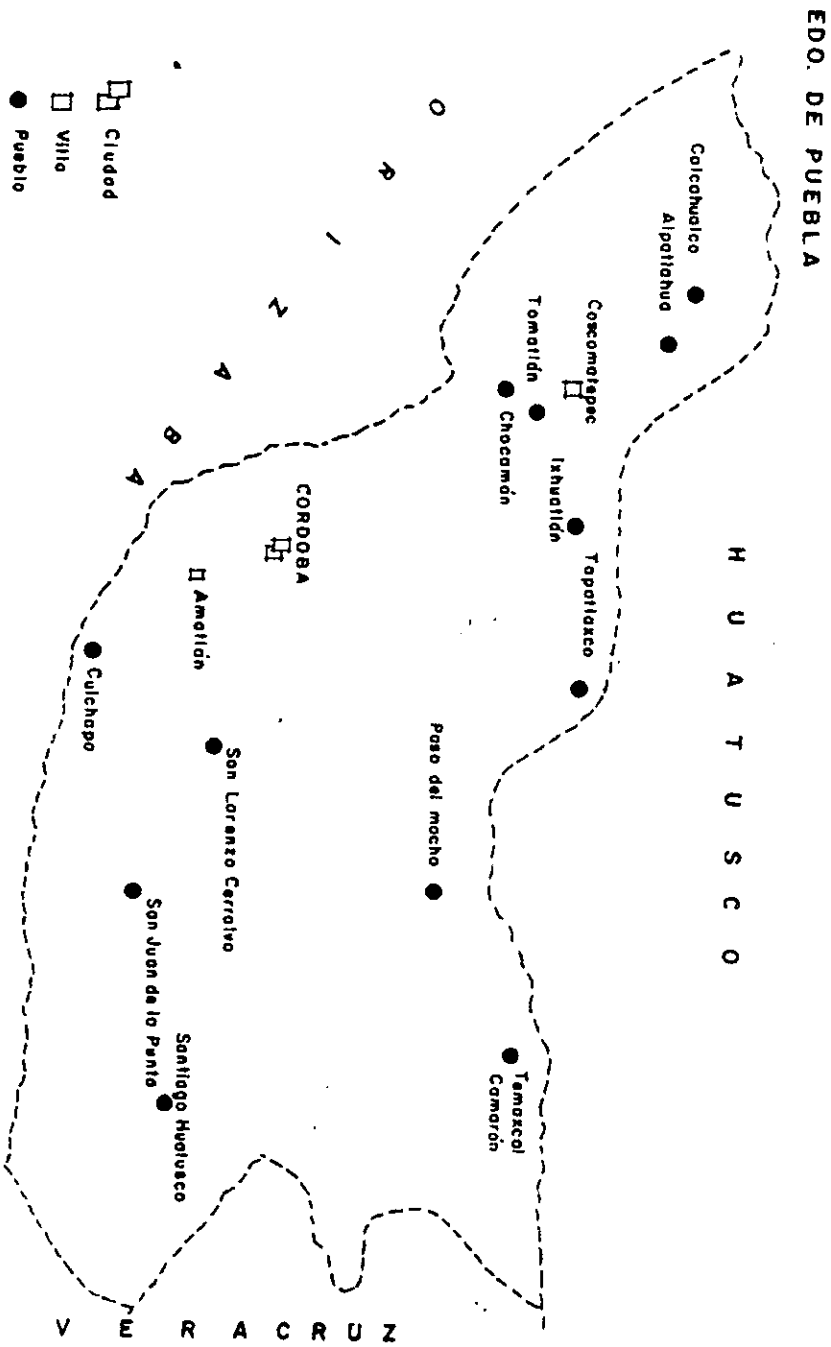 EDO. DE PUEBLA
HUATUSCO
Calcahualco
Alpatlahua
Coscomatepec
Tomatlán
Chocamán
Ixhuatlán
Tapatlaxco
Paso del macho
Temaxcal
Camarón
ORIZABA
CORDOBA
Amatlán
Cuichapa
San Lorenzo Cerralvo
San Juan de la Punta
Santiago Huatusco
VERACRUZ
Ciudad
Villa
Pueblo